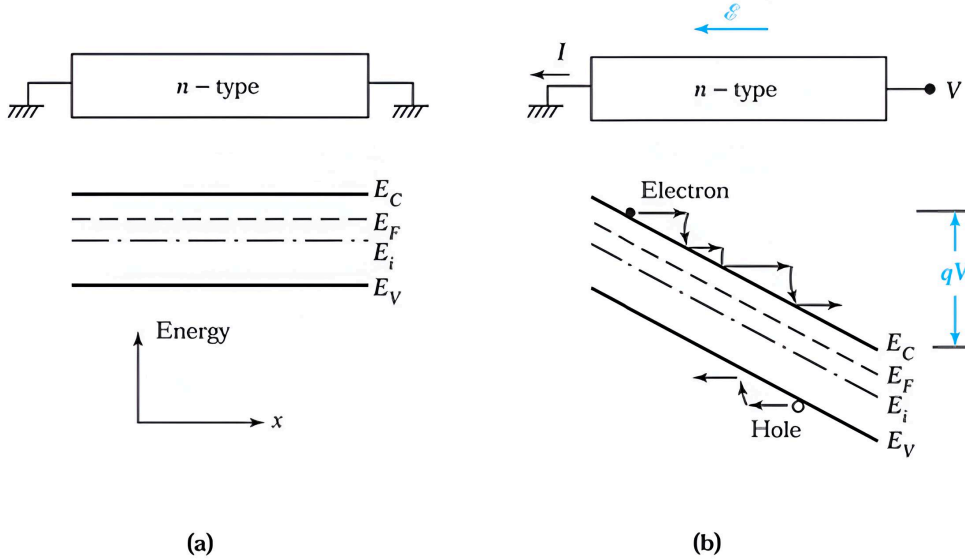 n – type
E_C
E_F
E_i
E_V
Energy
x
(a)
ℰ
I
n – type
V
Electron
qV
E_C
E_F
E_i
E_V
Hole
(b)